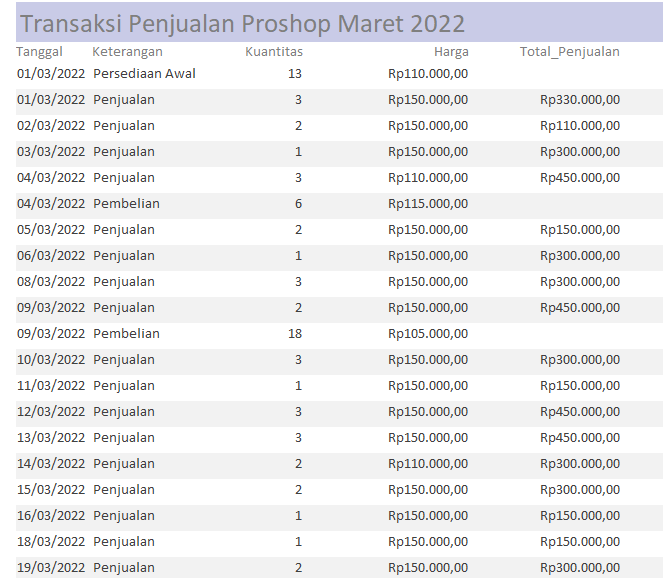 Transaksi Penjualan Proshop Maret 2022
Tanggal Keterangan Kuantitas Harga Total_Penjualan
01/03/2022 Persediaan Awal 13 Rp110.000,00
01/03/2022 Penjualan 3 Rp150.000,00 Rp330.000,00
02/03/2022 Penjualan 2 Rp150.000,00 Rp110.000,00
03/03/2022 Penjualan 1 Rp150.000,00 Rp300.000,00
04/03/2022 Penjualan 3 Rp110.000,00 Rp450.000,00
04/03/2022 Pembelian 6 Rp115.000,00
05/03/2022 Penjualan 2 Rp150.000,00 Rp150.000,00
06/03/2022 Penjualan 1 Rp150.000,00 Rp300.000,00
08/03/2022 Penjualan 3 Rp150.000,00 Rp300.000,00
09/03/2022 Penjualan 2 Rp150.000,00 Rp450.000,00
09/03/2022 Pembelian 18 Rp105.000,00
10/03/2022 Penjualan 3 Rp150.000,00 Rp300.000,00
11/03/2022 Penjualan 1 Rp150.000,00 Rp150.000,00
12/03/2022 Penjualan 3 Rp150.000,00 Rp450.000,00
13/03/2022 Penjualan 3 Rp150.000,00 Rp450.000,00
14/03/2022 Penjualan 2 Rp110.000,00 Rp300.000,00
15/03/2022 Penjualan 2 Rp150.000,00 Rp300.000,00
16/03/2022 Penjualan 1 Rp150.000,00 Rp150.000,00
18/03/2022 Penjualan 1 Rp150.000,00 Rp150.000,00
19/03/2022 Penjualan 2 Rp150.000,00 Rp300.000,00